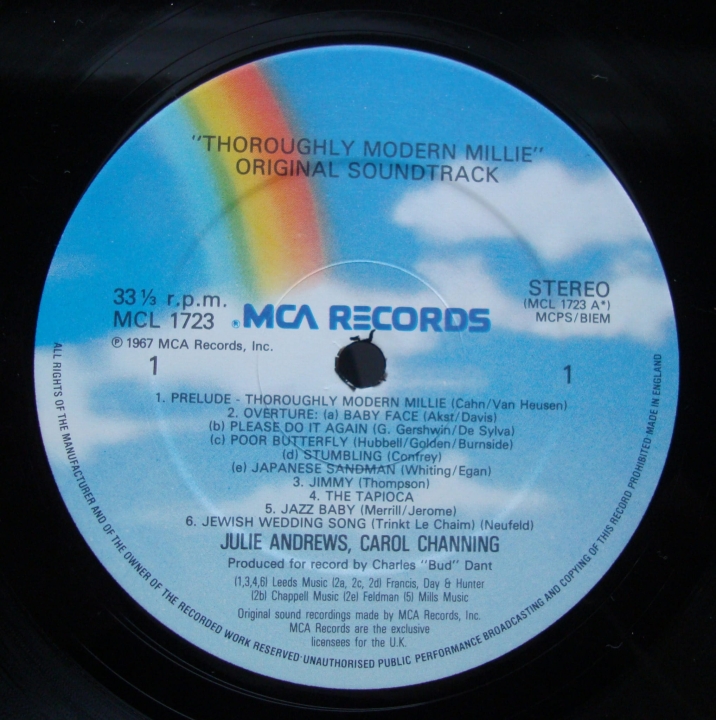 "THOROUGHLY MODERN MILLIE"
ORIGINAL SOUNDTRACK
33 ⅓ r.p.m.
MCL 1723
℗ 1967 MCA Records, Inc.
1
MCA RECORDS
STEREO
(MCL 1723 A*)
MCPS/BIEM
1
1. PRELUDE - THOROUGHLY MODERN MILLIE (Cahn/Van Heusen)
2. OVERTURE: (a) BABY FACE (Akst/Davis)
(b) PLEASE DO IT AGAIN (G. Gershwin/De Sylva)
(c) POOR BUTTERFLY (Hubbell/Golden/Burnside)
(d) STUMBLING (Confrey)
(e) JAPANESE SANDMAN (Whiting/Egan)
3. JIMMY (Thompson)
4. THE TAPIOCA
5. JAZZ BABY (Merrill/Jerome)
6. JEWISH WEDDING SONG (Trinkt Le Chaim) (Neufeld)
JULIE ANDREWS, CAROL CHANNING
Produced for record by Charles "Bud" Dant
(1,3,4,6) Leeds Music (2a, 2c, 2d) Francis, Day & Hunter
(2b) Chappell Music (2e) Feldman (5) Mills Music
Original sound recordings made by MCA Records, Inc.
MCA Records are the exclusive
licensees for the U.K.
ALL RIGHTS OF THE MANUFACTURER AND OF THE OWNER OF THE RECORDED WORK RESERVED·UNAUTHORISED PUBLIC PERFORMANCE BROADCASTING AND COPYING OF THIS RECORD PROHIBITED·MADE IN ENGLAND